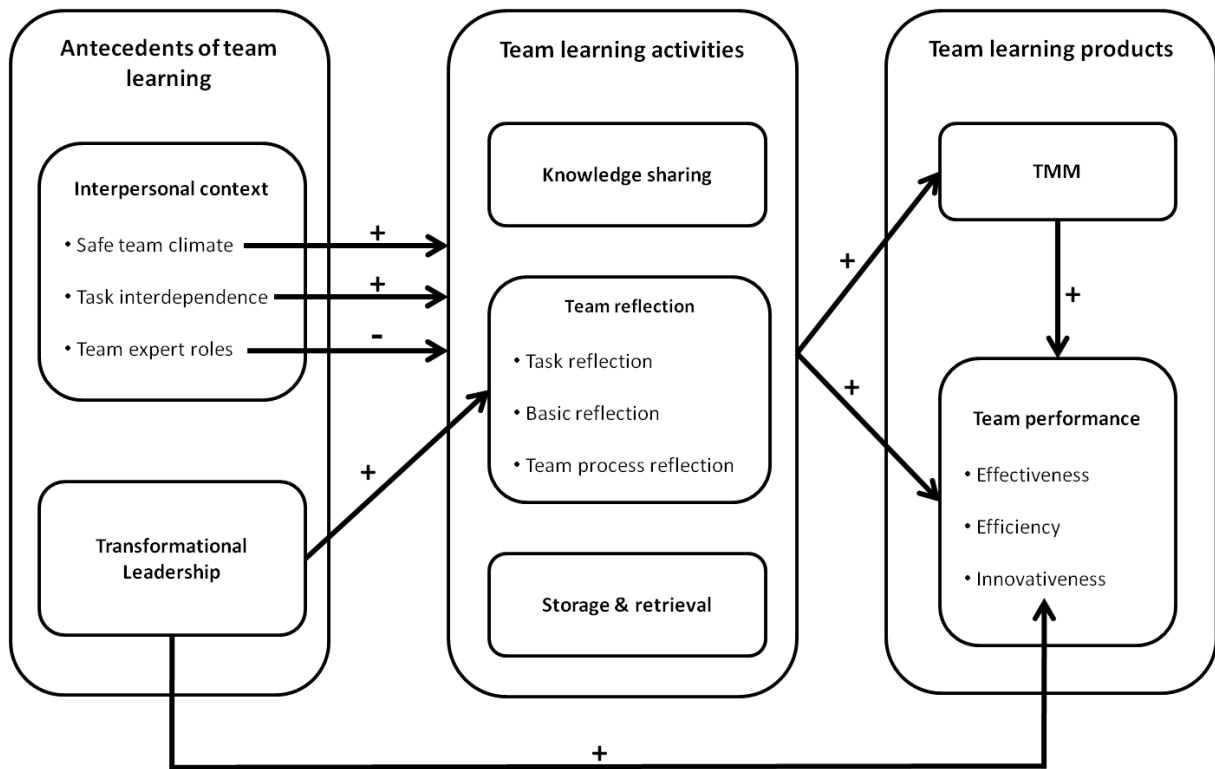 Antecedents of team
learning
Interpersonal context
• Safe team climate
• Task interdependence
• Team expert roles
Transformational
Leadership
+
+
-
+
Team learning activities
Knowledge sharing
Team reflection
• Task reflection
• Basic reflection
• Team process reflection
Storage & retrieval
+
+
Team learning products
TMM
+
Team performance
• Effectiveness
• Efficiency
• Innovativeness
+